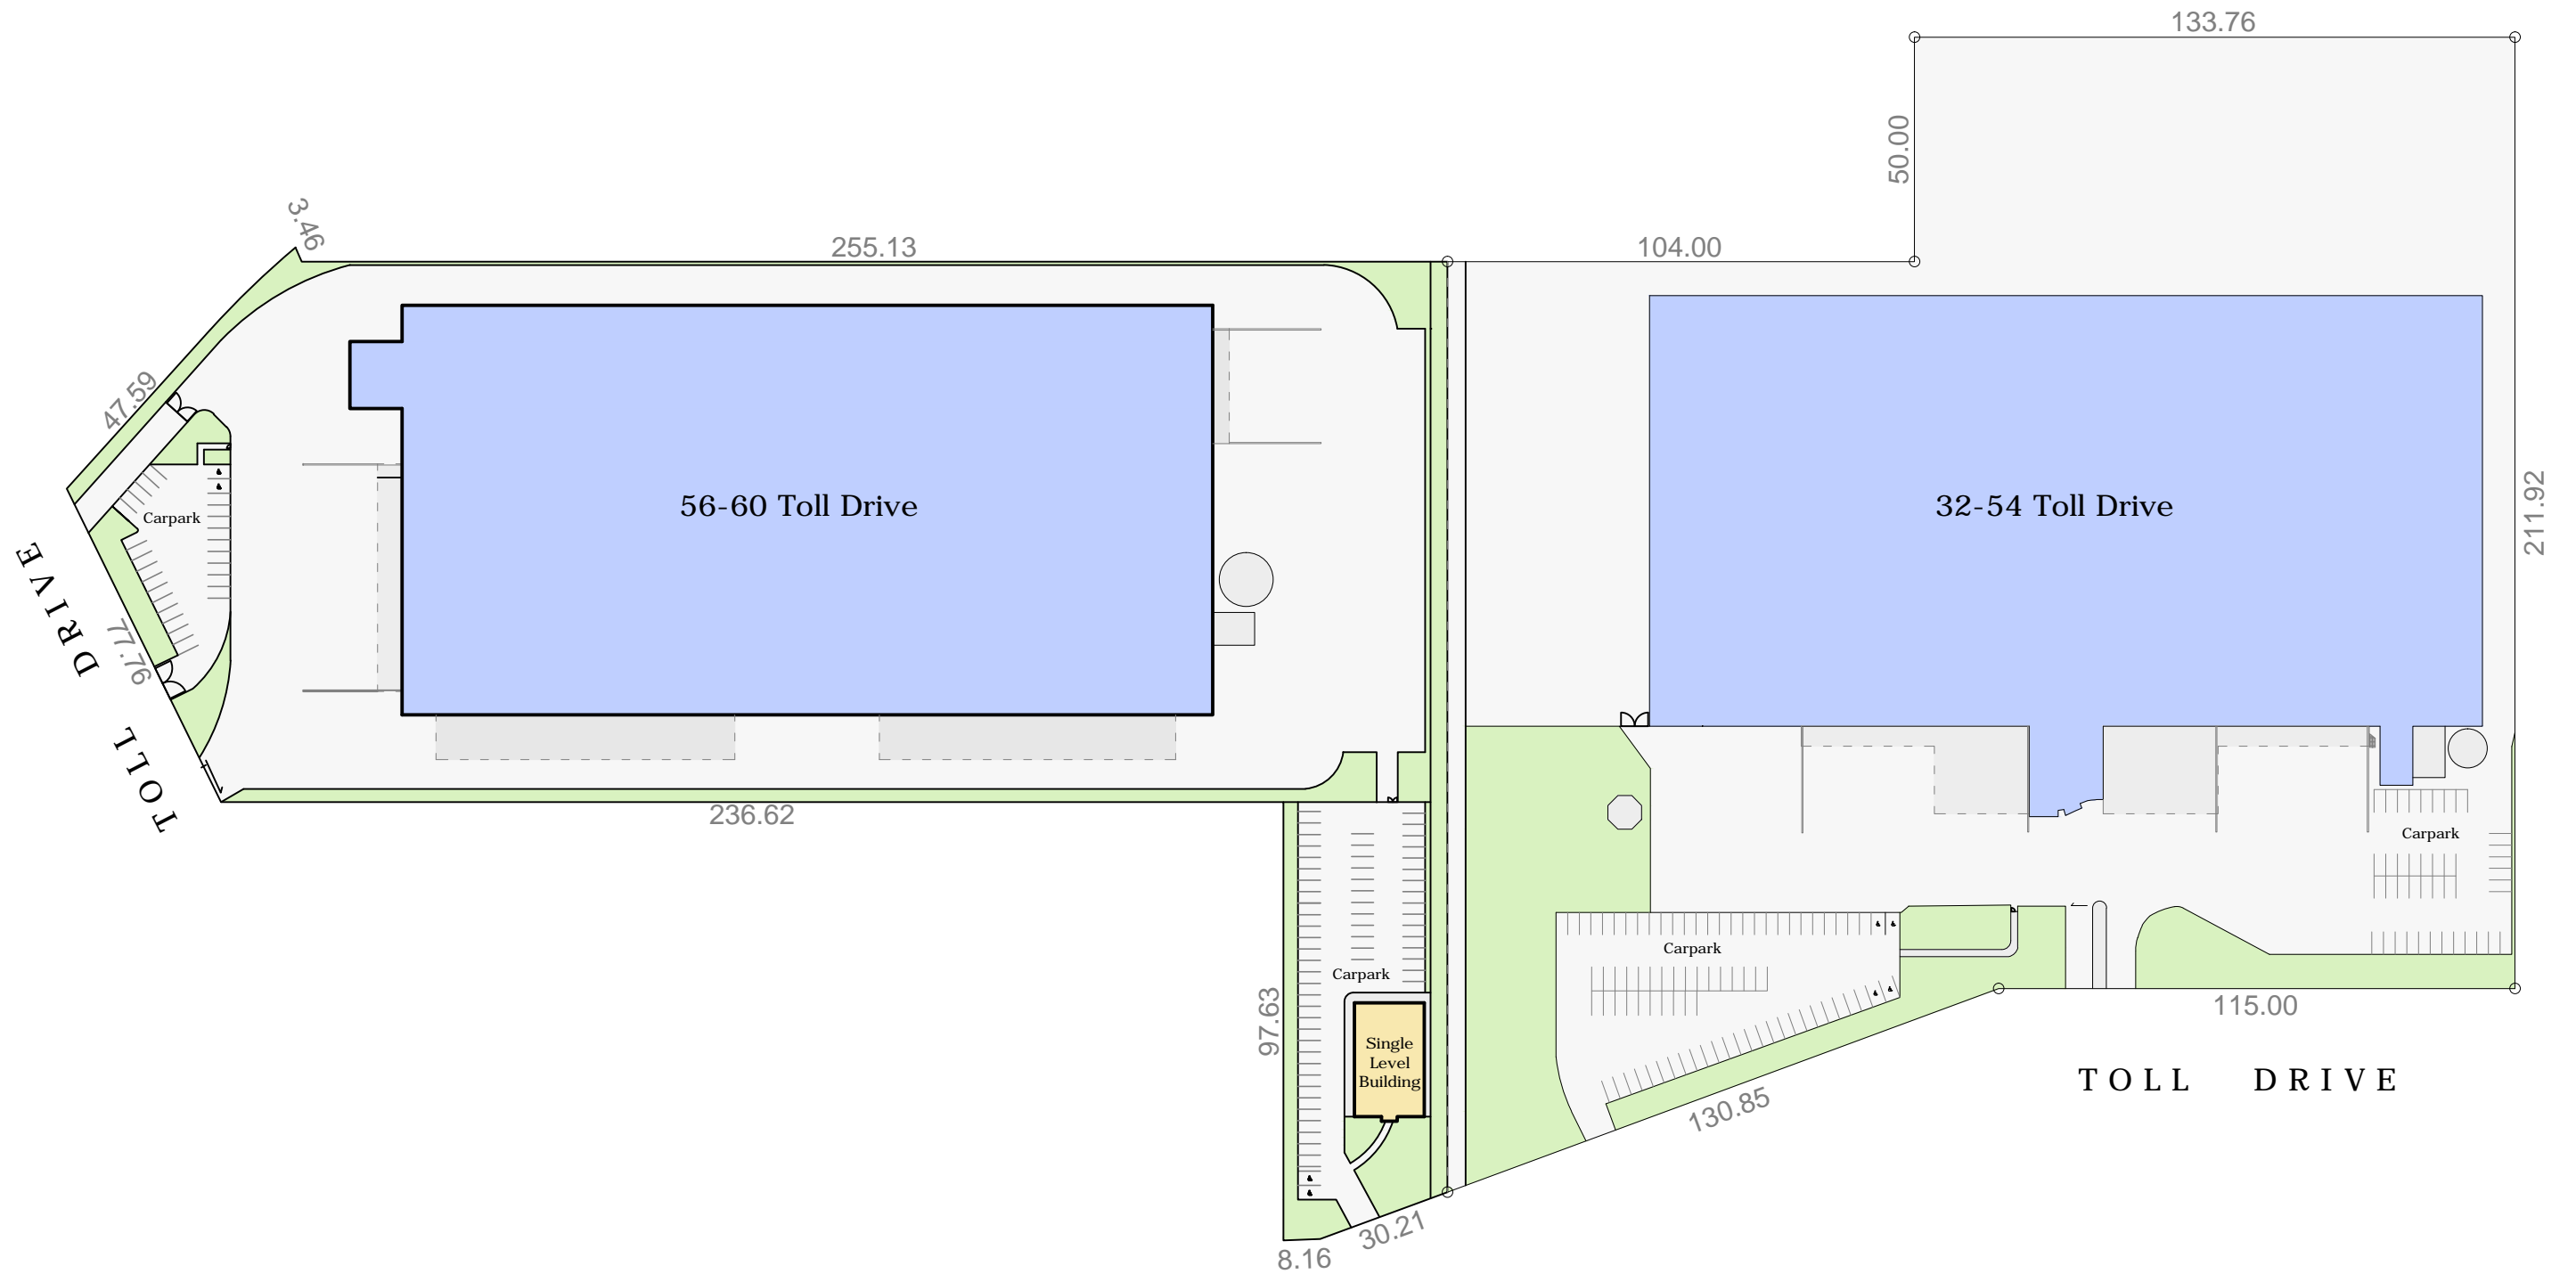 133.76
50.00
3.46
255.13
104.00
47.59
211.92
56-60 Toll Drive
32-54 Toll Drive
Carpark
77.76
TOLL DRIVE
236.62
Carpark
Carpark
Carpark
97.63
115.00
Single
Level
Building
130.85
TOLL DRIVE
30.21
8.16